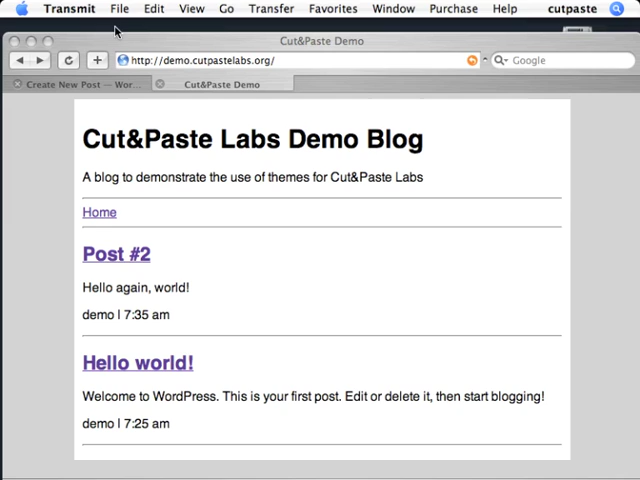 Transmit File Edit View Go Transfer Favorites Window Purchase Help cutpaste
Cut&Paste Demo
http://demo.cutpastelabs.org/
Google
Create New Post — Wor... Cut&Paste Demo
Cut&Paste Labs Demo Blog
A blog to demonstrate the use of themes for Cut&Paste Labs
Home
Post #2
Hello again, world!
demo | 7:35 am
Hello world!
Welcome to WordPress. This is your first post. Edit or delete it, then start blogging!
demo | 7:25 am